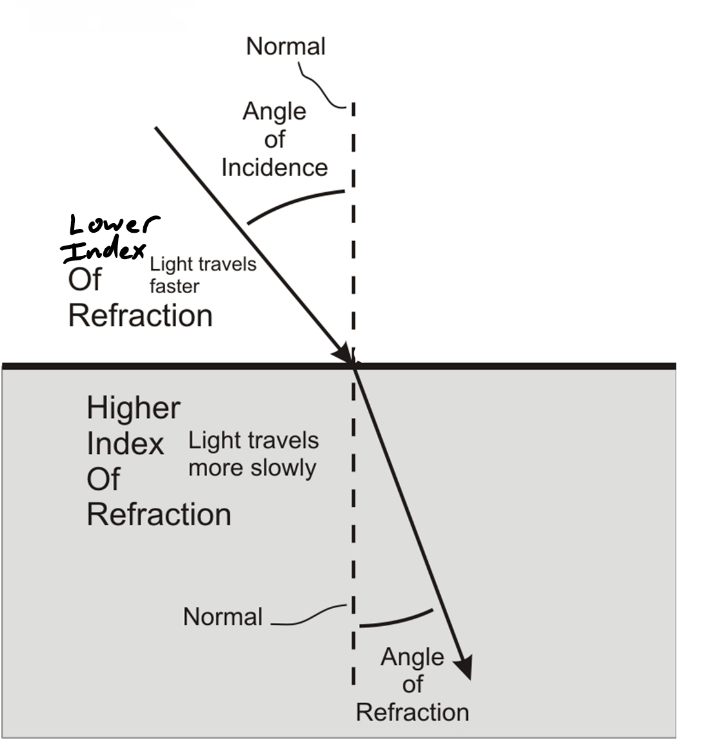 Normal
Angle
of
Incidence
Lower
Index
Of
Refraction
Light travels
faster
Higher
Index
Of
Refraction
Light travels
more slowly
Normal
Angle
of
Refraction